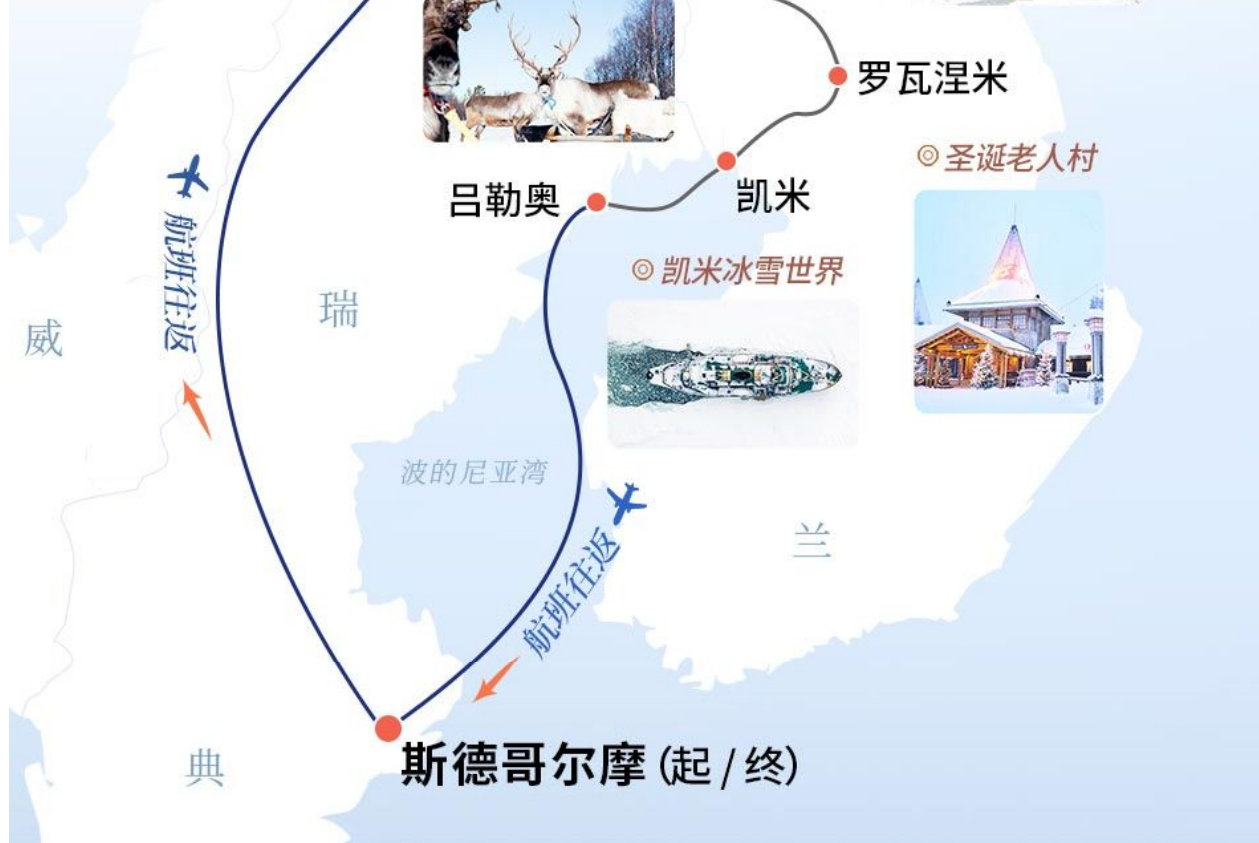 罗瓦涅米
圣诞老人村
吕勒奥
凯米
航班往返
凯米冰雪世界
瑞
威
波的尼亚湾
航班往返
兰
典
斯德哥尔摩(起/终)